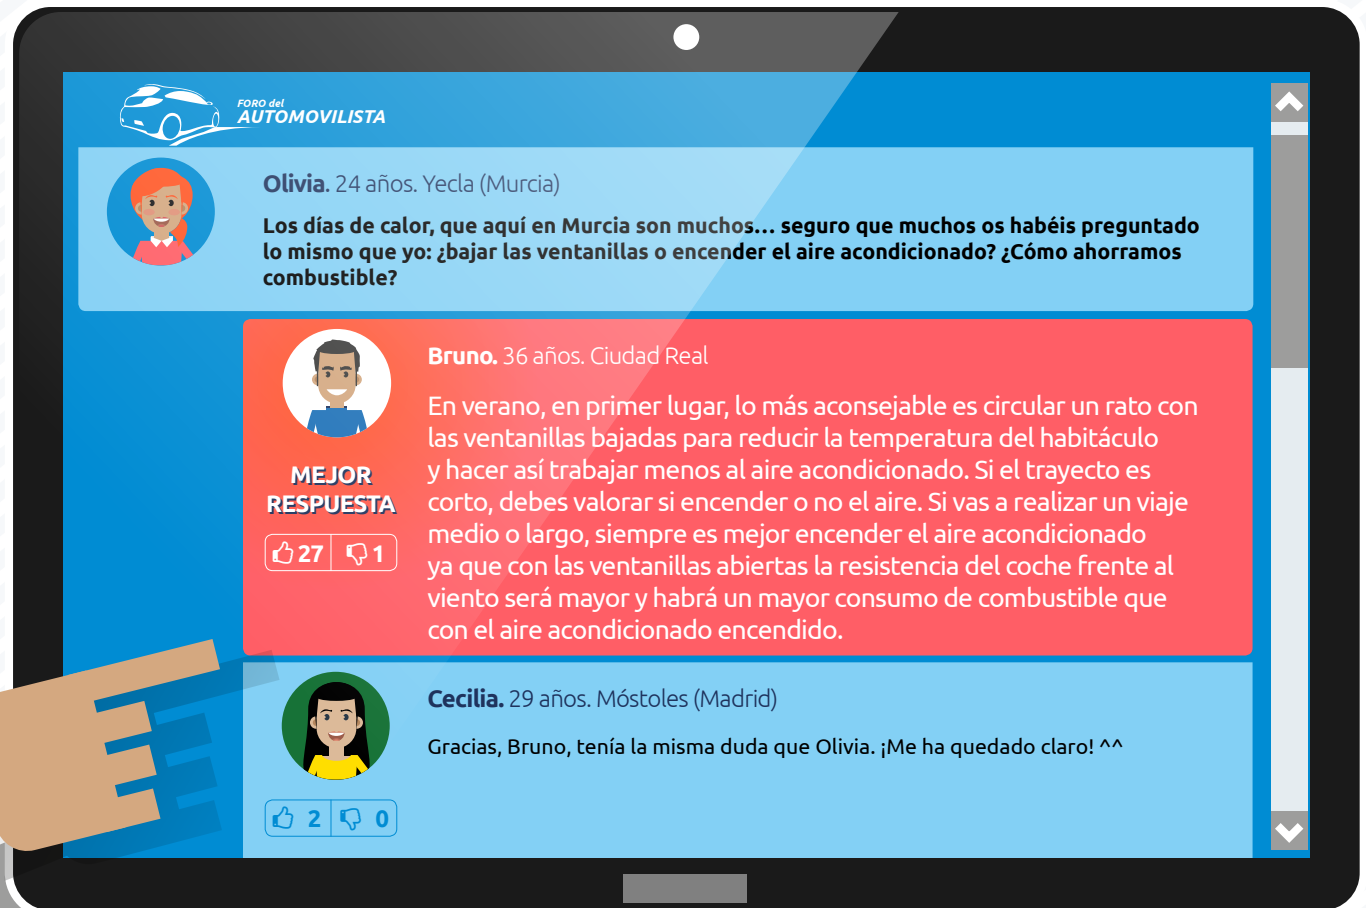 FORO del
AUTOMOVILISTA
Olivia. 24 años. Yecla (Murcia)
Los días de calor, que aquí en Murcia son muchos... seguro que muchos os habéis preguntado
lo mismo que yo: ¿bajar las ventanillas o encender el aire acondicionado? ¿Cómo ahorramos
combustible?
Bruno. 36 años. Ciudad Real
En verano, en primer lugar, lo más aconsejable es circular un rato con
las ventanillas bajadas para reducir la temperatura del habitáculo
y hacer así trabajar menos al aire acondicionado. Si el trayecto es
corto, debes valorar si encender o no el aire. Si vas a realizar un viaje
medio o largo, siempre es mejor encender el aire acondicionado
ya que con las ventanillas abiertas la resistencia del coche frente al
viento será mayor y habrá un mayor consumo de combustible que
con el aire acondicionado encendido.
MEJOR
RESPUESTA
27 1
Cecilia. 29 años. Móstoles (Madrid)
Gracias, Bruno, tenía la misma duda que Olivia. ¡Me ha quedado claro! ^^
2 0